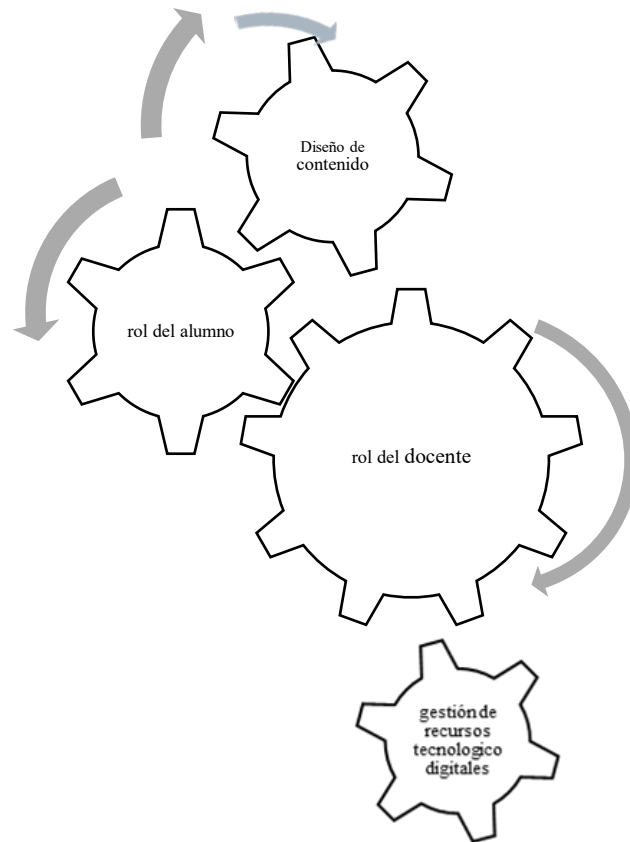 Diseño de
contenido
rol del alumno
rol del docente
gestión de
recursos
tecnologico
digitales